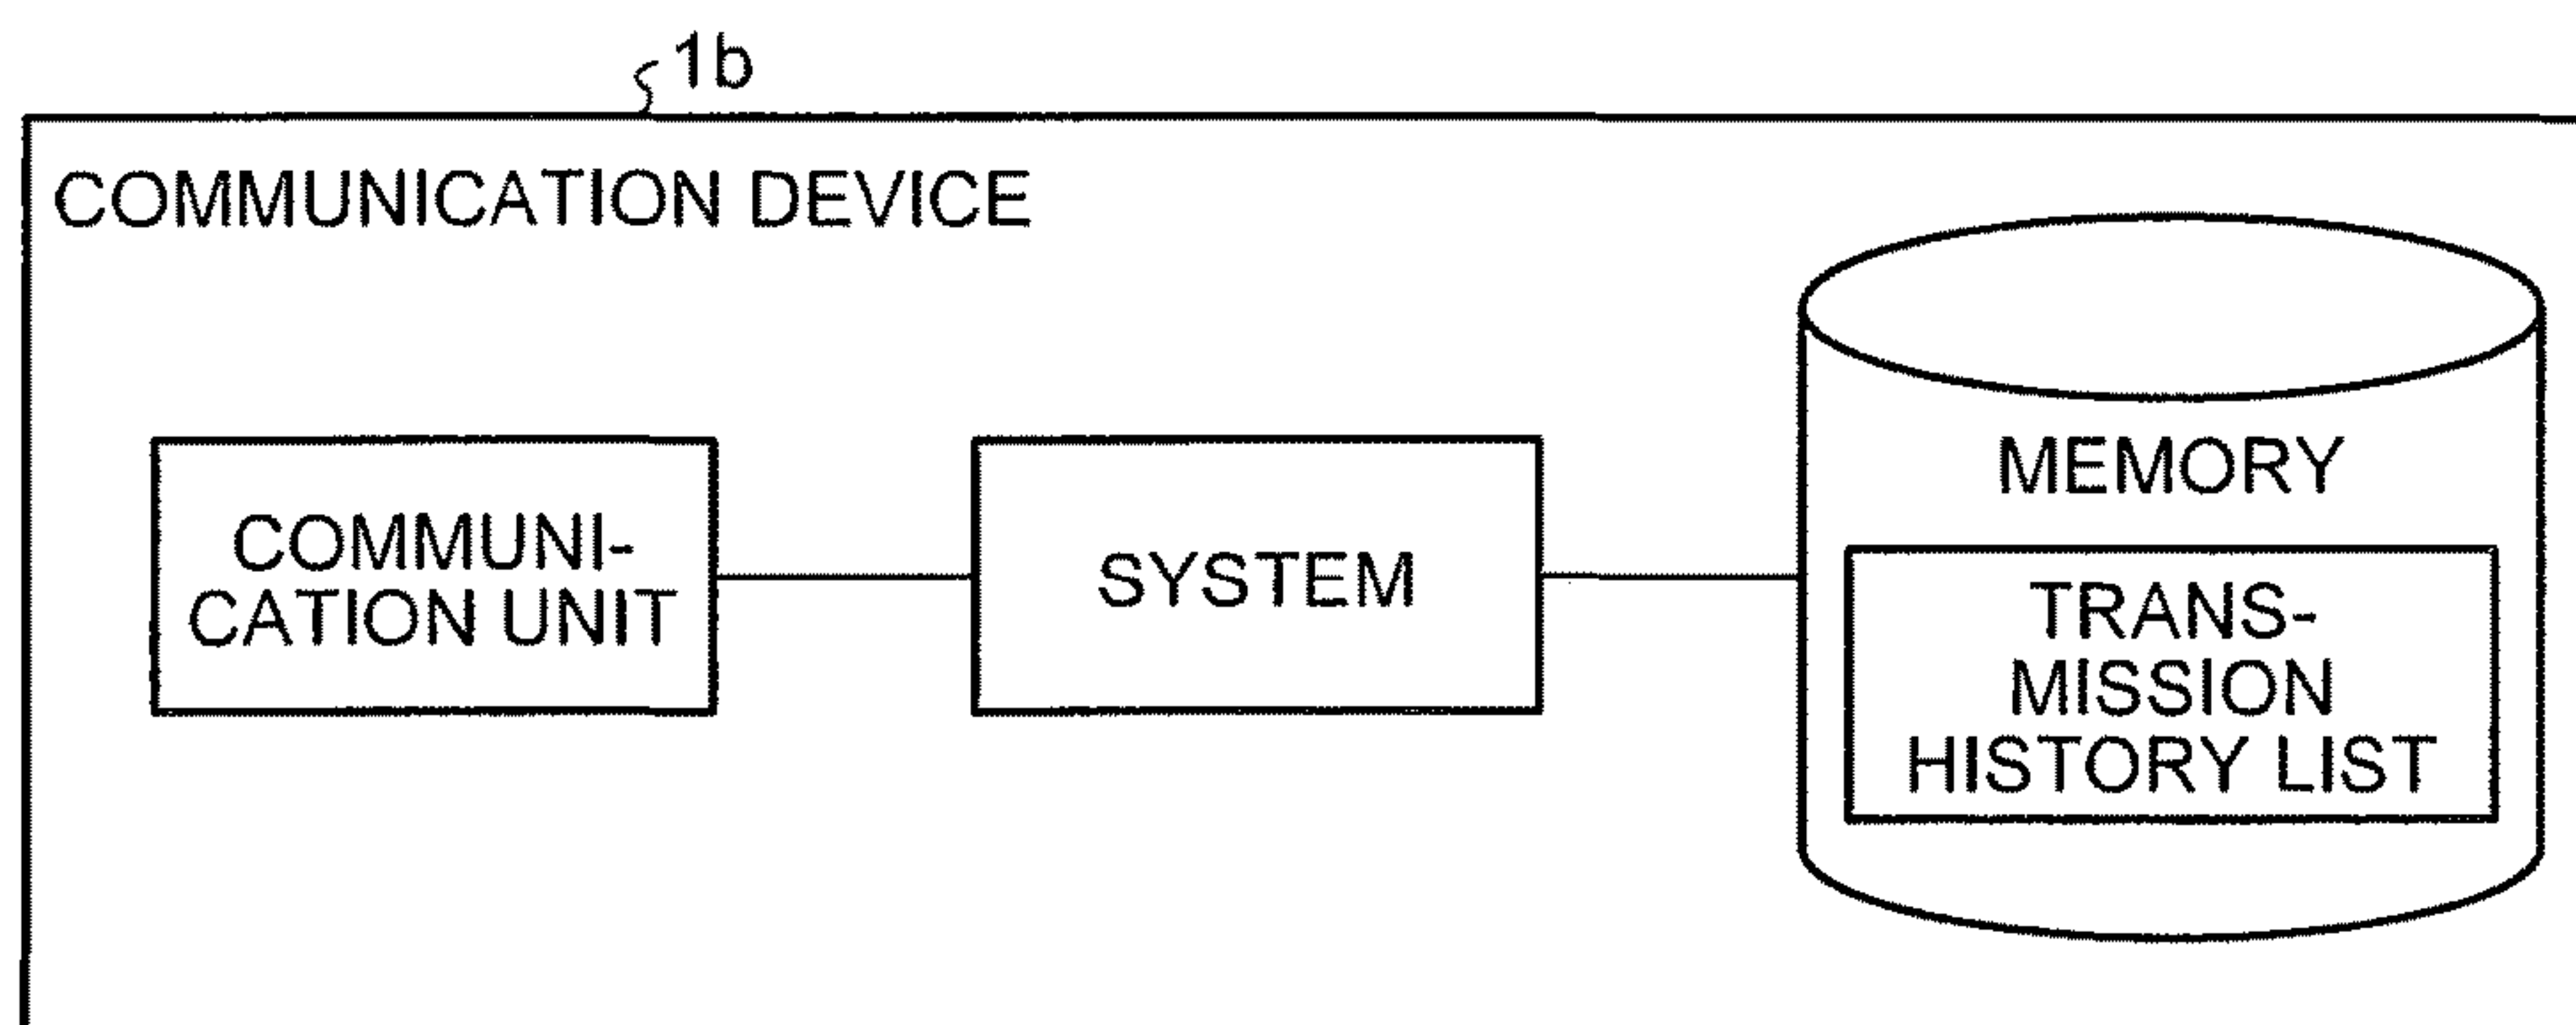 1b
COMMUNICATION DEVICE
COMMUNI-
CATION UNIT
SYSTEM
MEMORY
TRANS-
MISSION
HISTORY LIST